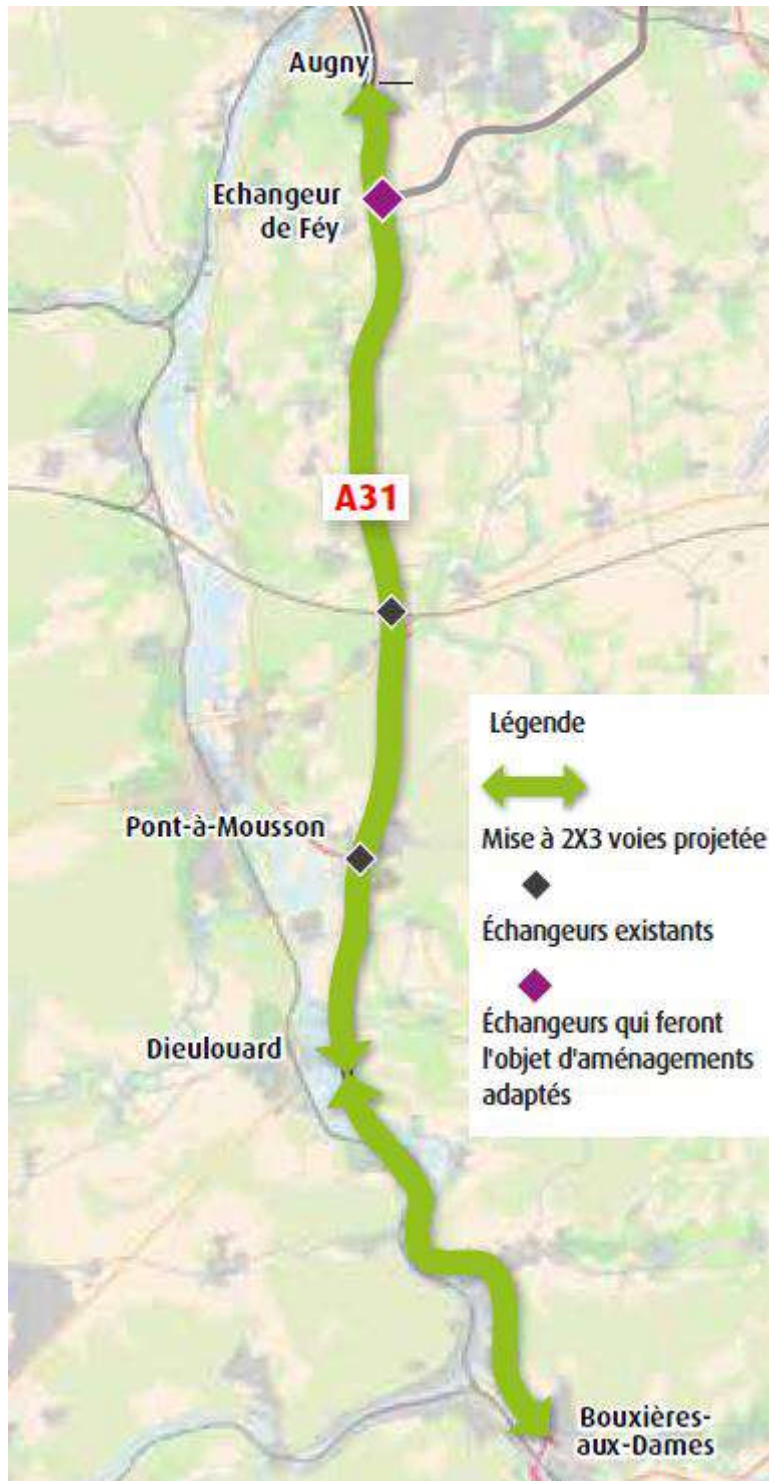 Augny
Echangeur
de Féy
A31
Pont-à-Mousson
Dieulouard
Bouxières-
aux-Dames
Légende
Mise à 2X3 voies projetée
Échangeurs existants
Échangeurs qui feront
l'objet d'aménagements
adaptés